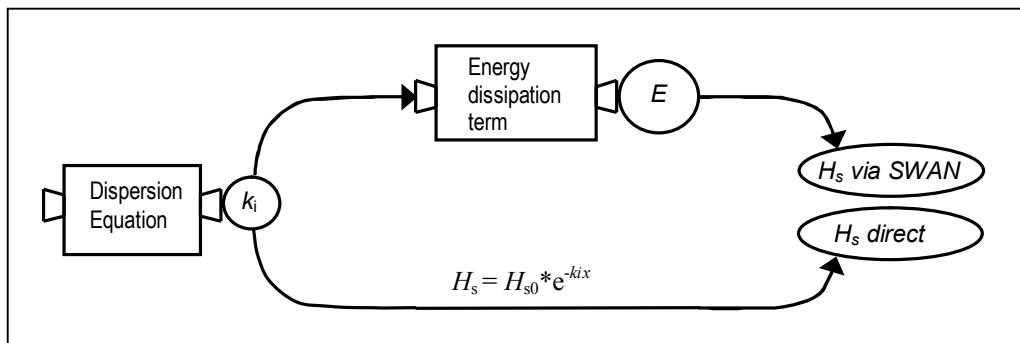 Energy
dissipation
term
E
Dispersion
Equation
kᵢ
Hₛ via SWAN
Hₛ direct
Hₛ = Hₛ₀*e⁻ᵏⁱˣ